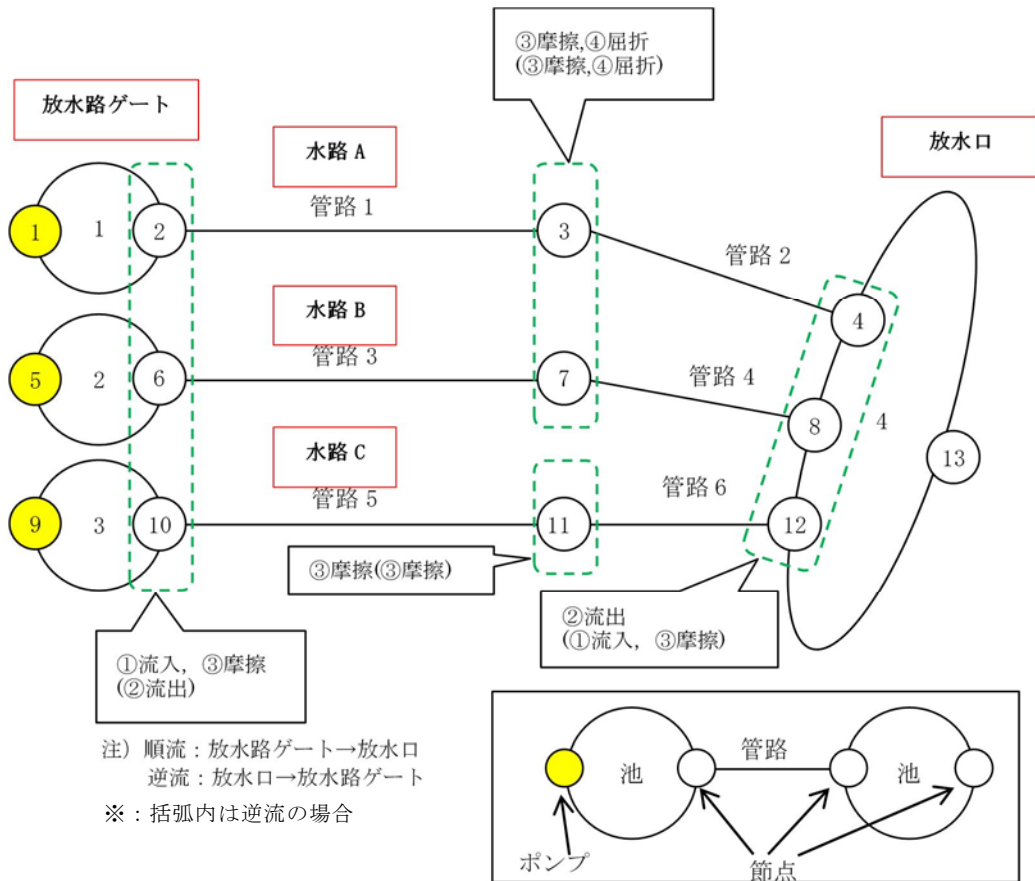 ③摩擦,④屈折
(③摩擦,④屈折)
放水路ゲート
放水口
水路 A
管路 1
1
1
2
3
管路 2
4
水路 B
管路 3
5
2
6
7
管路 4
8
4
13
水路 C
管路 5
9
3
10
11
管路 6
12
③摩擦(③摩擦)
②流出
(①流入，③摩擦)
①流入，③摩擦
(②流出)
注）順流：放水路ゲート→放水口
逆流：放水口→放水路ゲート
※：括弧内は逆流の場合
管路
池
池
ポンプ
節点